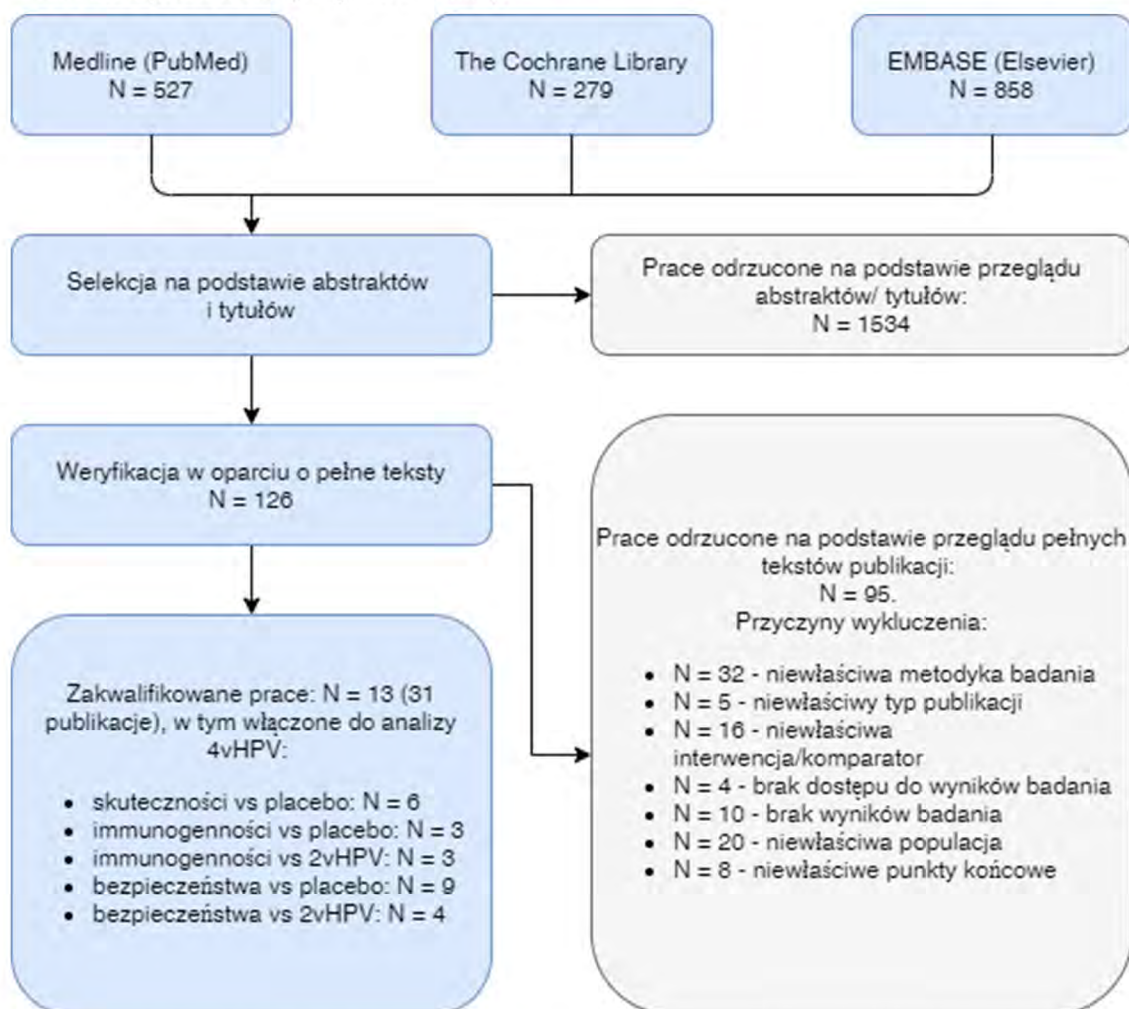 Medline (PubMed)
N = 527
The Cochrane Library
N = 279
EMBASE (Elsevier)
N = 858
Selekcja na podstawie abstraktów
i tytułów
Prace odrzucone na podstawie przeglądu
abstraktów/ tytułów:
N = 1534
Weryfikacja w oparciu o pełne teksty
N = 126
Prace odrzucone na podstawie przeglądu pełnych
tekstów publikacji:
N = 95.
Przyczyny wykluczenia:
• N = 32 - niewłaściwa metodyka badania
• N = 5 - niewłaściwy typ publikacji
• N = 16 - niewłaściwa
interwencja/komparator
• N = 4 - brak dostępu do wyników badania
• N = 10 - brak wyników badania
• N = 20 - niewłaściwa populacja
• N = 8 - niewłaściwe punkty końcowe
Zakwalifikowane prace: N = 13 (31
publikacje), w tym włączone do analizy
4vHPV:
• skuteczności vs placebo: N = 6
• immunogenności vs placebo: N = 3
• immunogenności vs 2vHPV: N = 3
• bezpieczeństwa vs placebo: N = 9
• bezpieczeństwa vs 2vHPV: N = 4